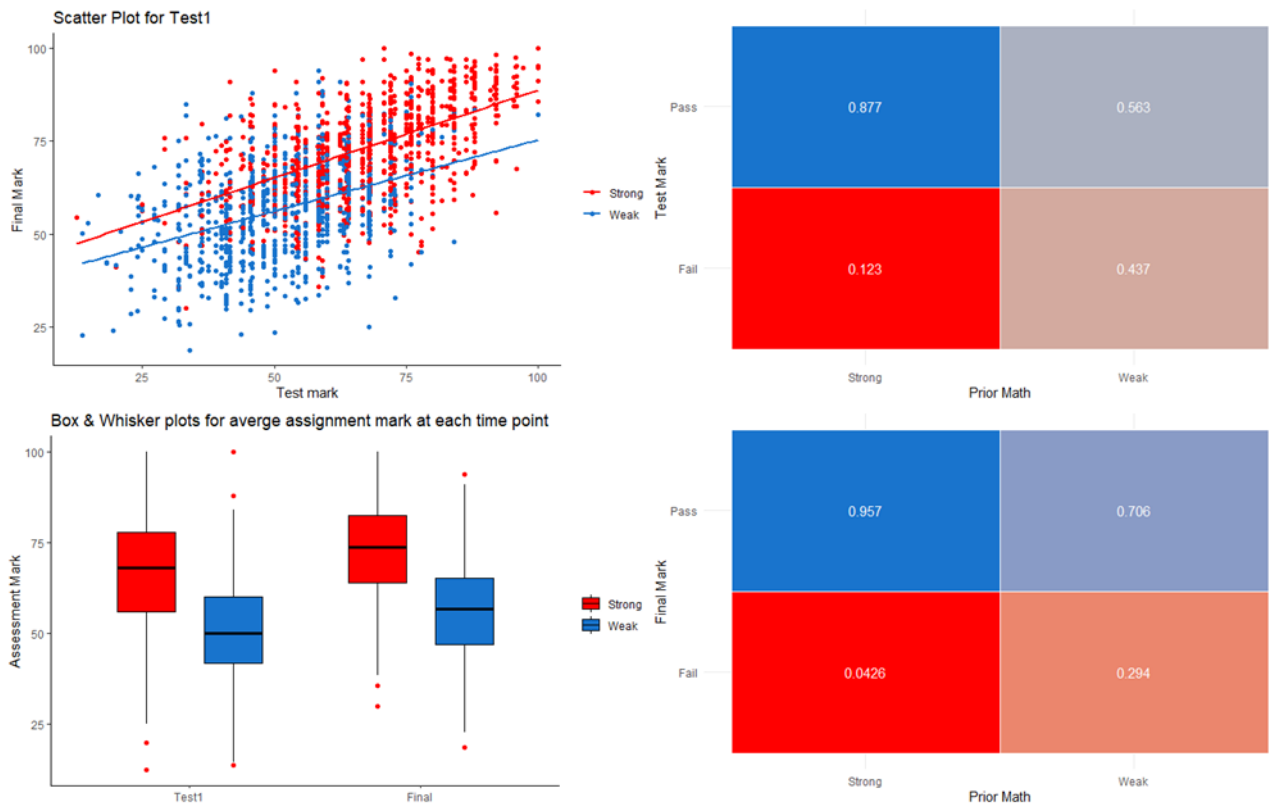 Scatter Plot for Test1
100
75
50
25
Final Mark
25
50
75
100
Test mark
Strong
Weak
Pass
Fail
Test Mark
0.877
0.563
0.123
0.437
Strong
Weak
Prior Math
Box & Whisker plots for averge assignment mark at each time point
100
75
50
25
Assessment Mark
Test1
Final
Strong
Weak
Pass
Fail
Final Mark
0.957
0.706
0.0426
0.294
Strong
Weak
Prior Math